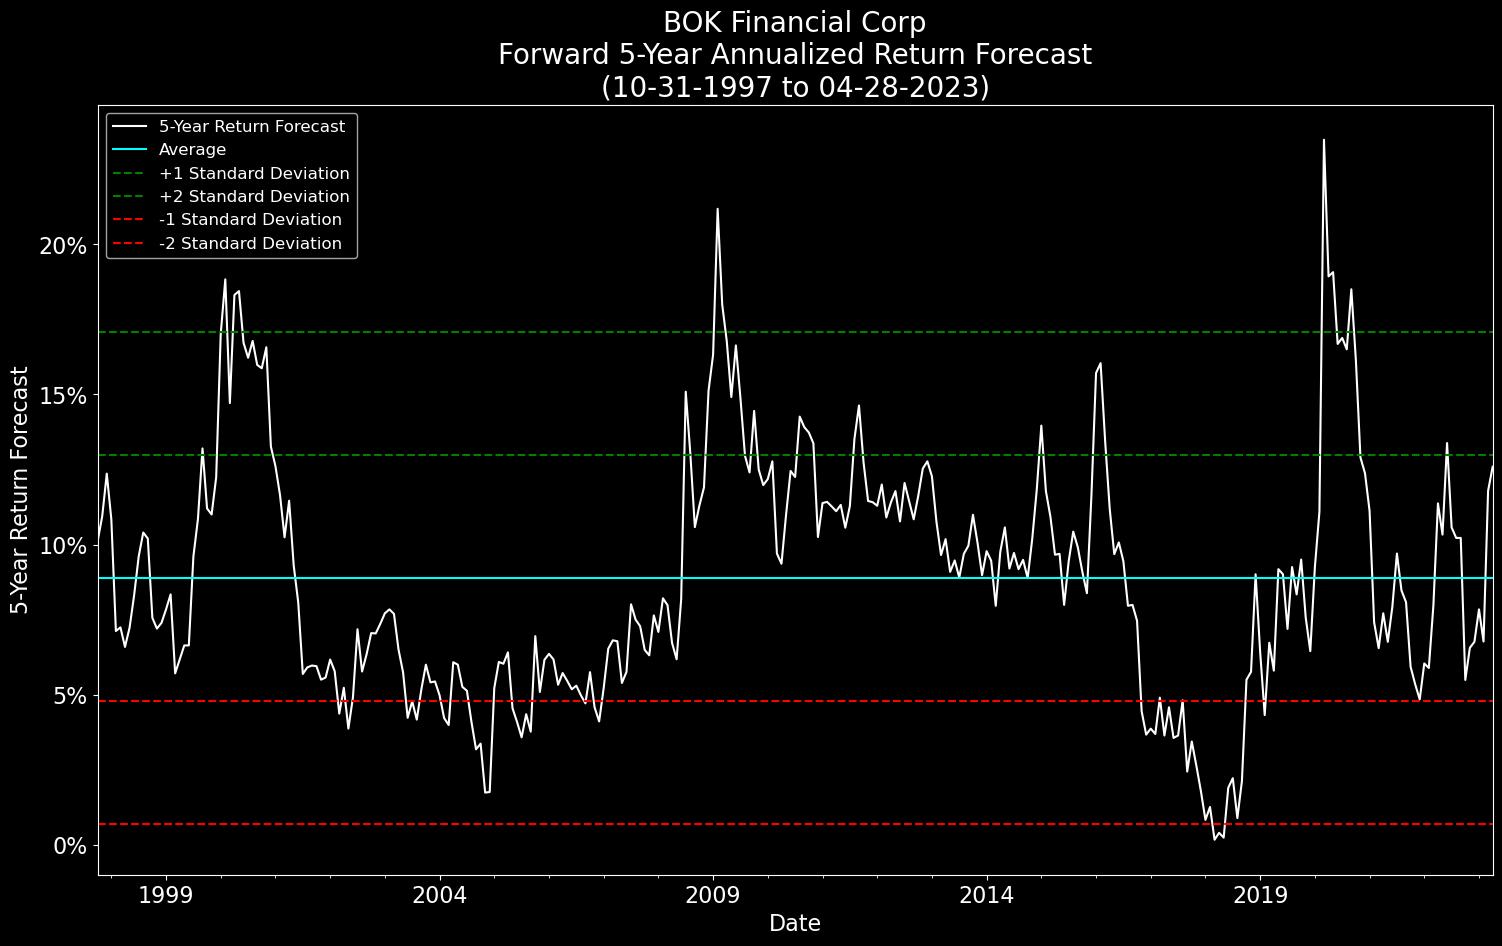 BOK Financial Corp
Forward 5-Year Annualized Return Forecast
(10-31-1997 to 04-28-2023)
5-Year Return Forecast
Average
+1 Standard Deviation
+2 Standard Deviation
-1 Standard Deviation
-2 Standard Deviation
5-Year Return Forecast
20%
15%
10%
5%
0%
1999
2004
2009
2014
2019
Date